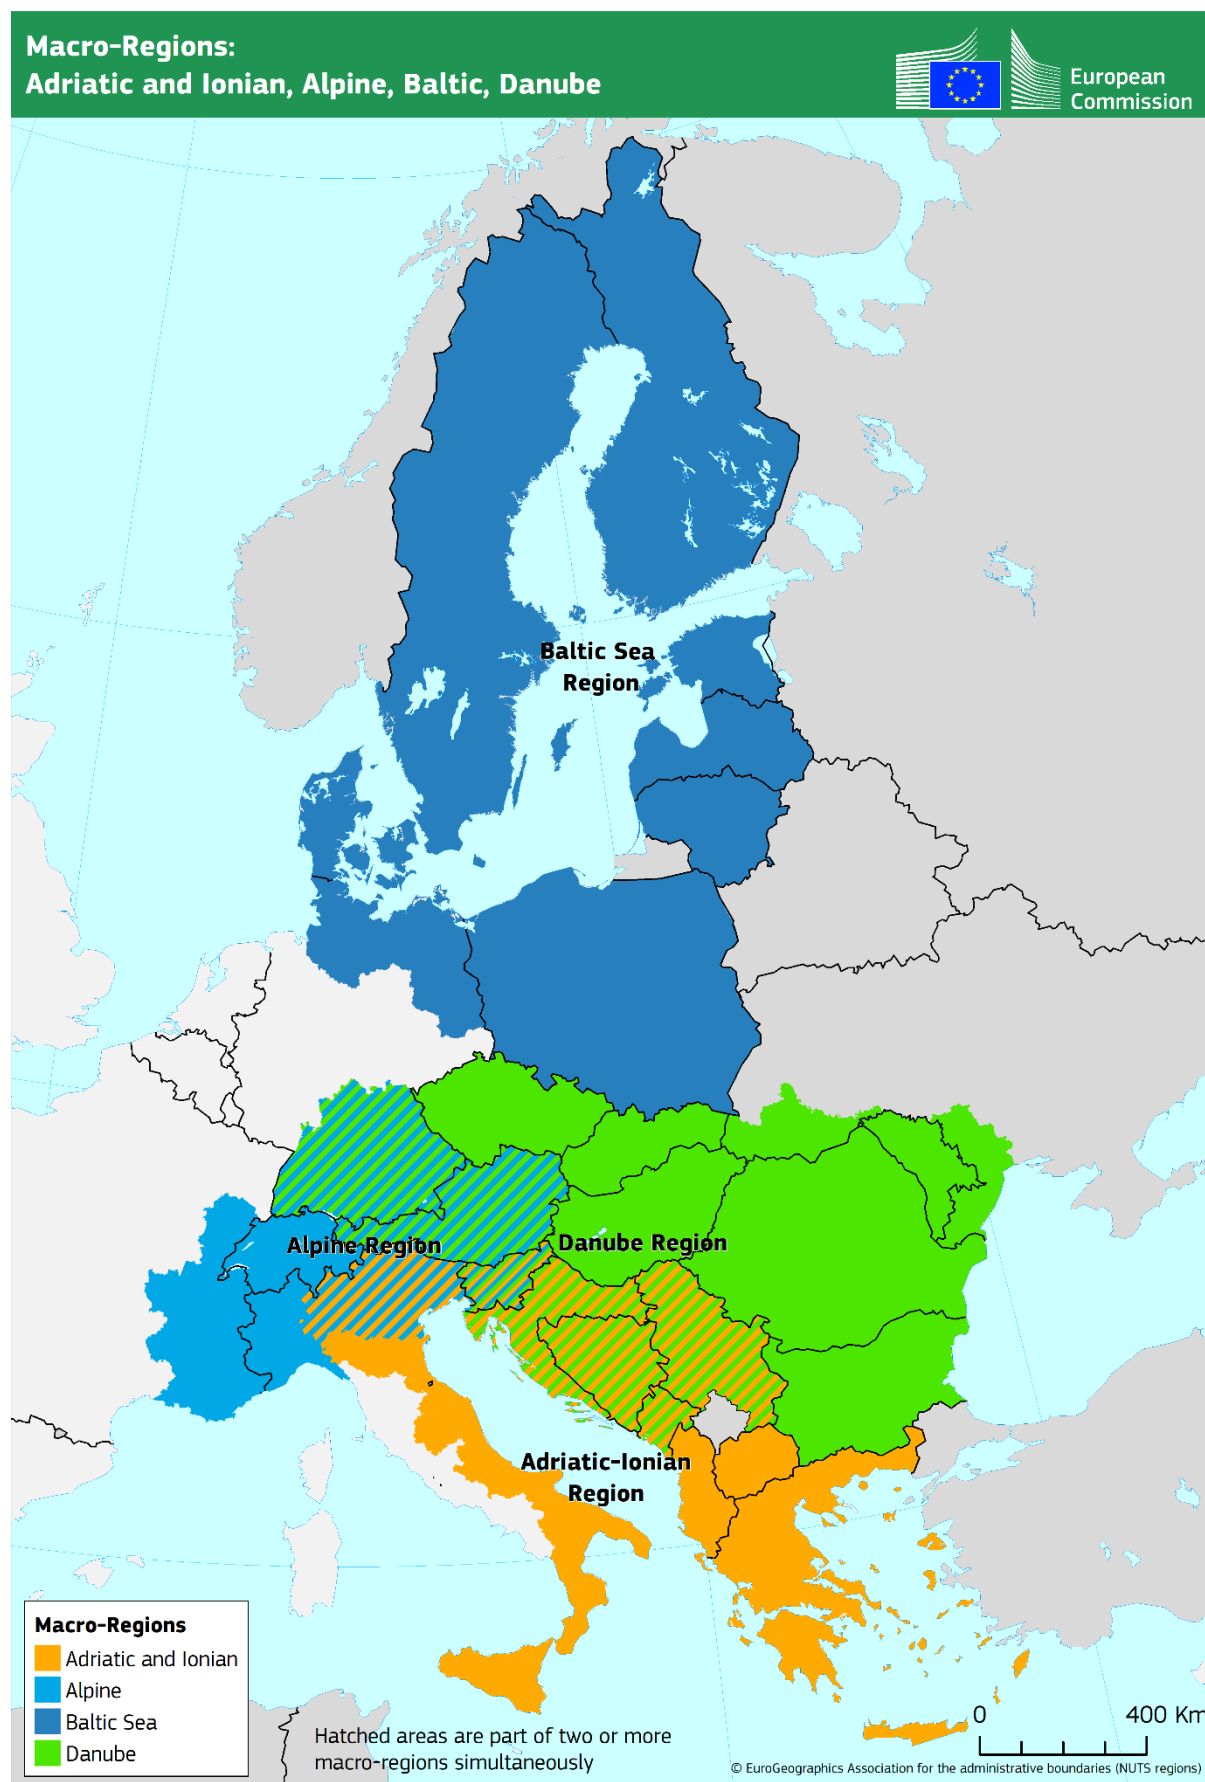 Macro-Regions:
Adriatic and Ionian, Alpine, Baltic, Danube
European
Commission
Baltic Sea
Region
Alpine Region
Danube Region
Adriatic-Ionian
Region
Macro-Regions
Adriatic and Ionian
Alpine
Baltic Sea
Danube
Hatched areas are part of two or more
macro-regions simultaneously
0 400 Km
© EuroGeographics Association for the administrative boundaries (NUTS regions)